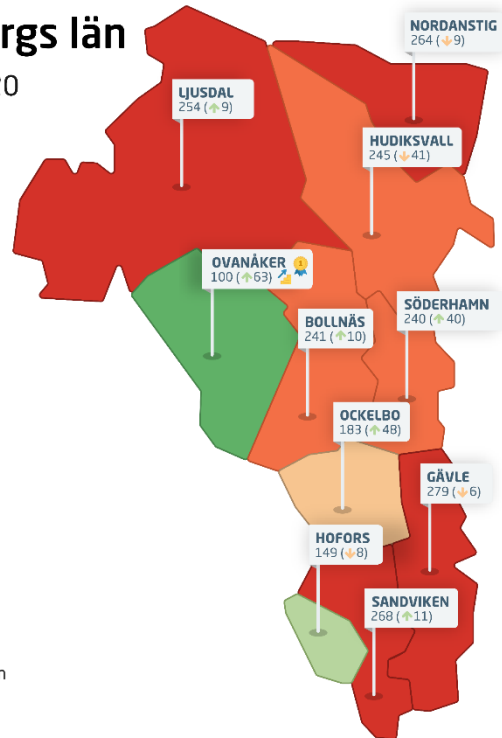 rgs län
20
NORDANSTIG
264 (↓9)
LJUSDAL
254 (↑9)
HUDIKSVALL
245 (↓41)
OVANÅKER
100 (↑63)
1
SÖDERHAMN
240 (↑40)
BOLLNÄS
241 (↑10)
OCKELBO
183 (↑48)
GÄVLE
279 (↓6)
HOFORS
149 (↓8)
SANDVIKEN
268 (↑11)